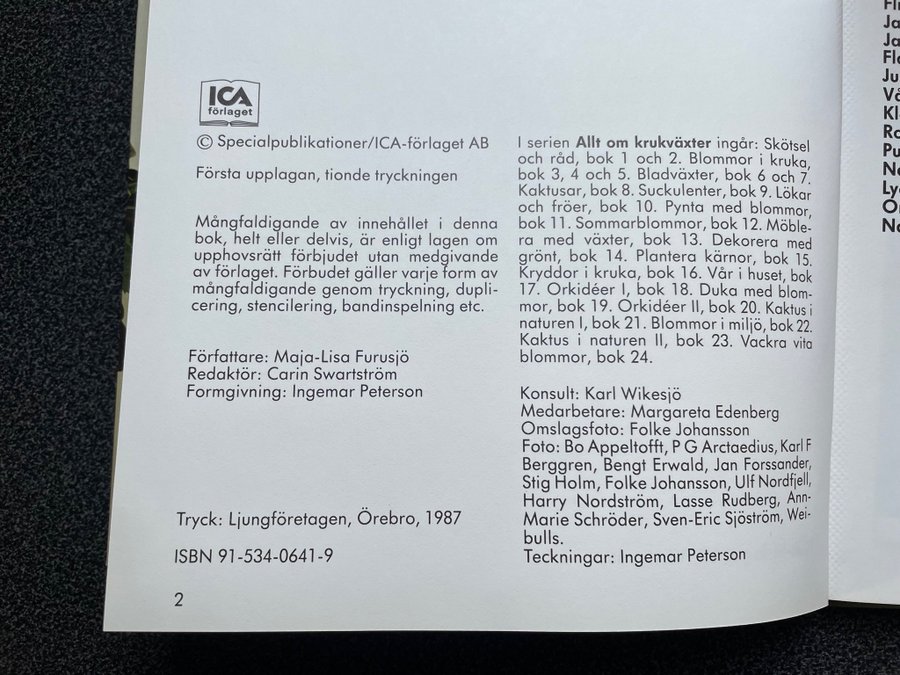 ICA
förlaget
© Specialpublikationer/ICA-förlaget AB
Första upplagan, tionde tryckningen
Mångfaldigande av innehållet i denna
bok, helt eller delvis, är enligt lagen om
upphovsrätt förbjudet utan medgivande
av förlaget. Förbudet gäller varje form av
mångfaldigande genom tryckning, dupli-
cering, stencilering, bandinspelning etc.
Författare: Maja-Lisa Furusjö
Redaktör: Carin Swartström
Formgivning: Ingemar Peterson
Tryck: Ljungföretagen, Örebro, 1987
ISBN 91-534-0641-9
2
I serien Allt om krukväxter ingår: Skötsel
och råd, bok 1 och 2. Blommor i kruka,
bok 3, 4 och 5. Bladväxter, bok 6 och 7.
Kaktusar, bok 8. Suckulenter, bok 9. Lökar
och fröer, bok 10. Pynta med blommor,
bok 11. Sommarblommor, bok 12. Möble-
ra med växter, bok 13. Dekorera med
grönt, bok 14. Plantera kärnor, bok 15.
Kryddor i kruka, bok 16. Vår i huset, bok
17. Orkidéer I, bok 18. Duka med blom-
mor, bok 19. Orkidéer II, bok 20. Kaktus i
naturen I, bok 21. Blommor i miljö, bok 22.
Kaktus i naturen II, bok 23. Vackra vita
blommor, bok 24.
Konsult: Karl Wikesjö
Medarbetare: Margareta Edenberg
Omslagsfoto: Folke Johansson
Foto: Bo Appeltofft, P G Arctaedius, Karl F
Berggren, Bengt Erwald, Jan Forssander,
Stig Holm, Folke Johansson, Ulf Nordfjell,
Harry Nordström, Lasse Rudberg, Ann-
Marie Schröder, Sven-Eric Sjöström, Wei-
bulls.
Teckningar: Ingemar Peterson